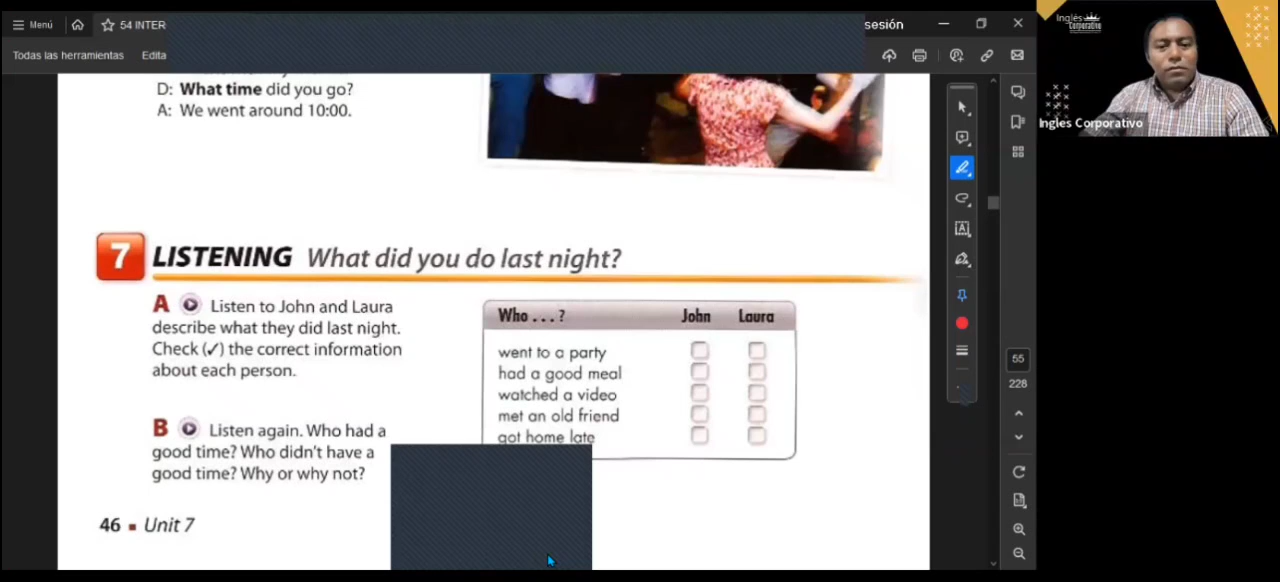 Menú
54 INTER
sesión
Todas las herramientas
Edita
D: What time did you go?
A: We went around 10:00.
7 LISTENING What did you do last night?
A Listen to John and Laura
describe what they did last night.
Check (✓) the correct information
about each person.
B Listen again. Who had a
good time? Who didn't have a
good time? Why or why not?
Who . . . ? John Laura
went to a party
had a good meal
watched a video
met an old friend
got home late
46 ■ Unit 7
55
228
Inglés
Corporativo
Ingles Corporativo